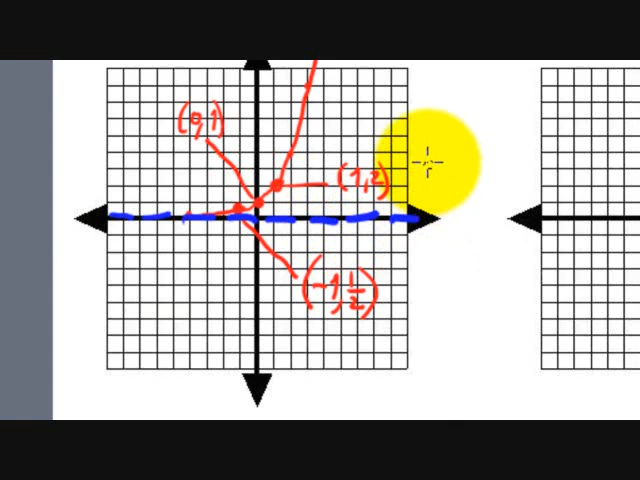 (0,1)
(1,2)
(-1,1/2)